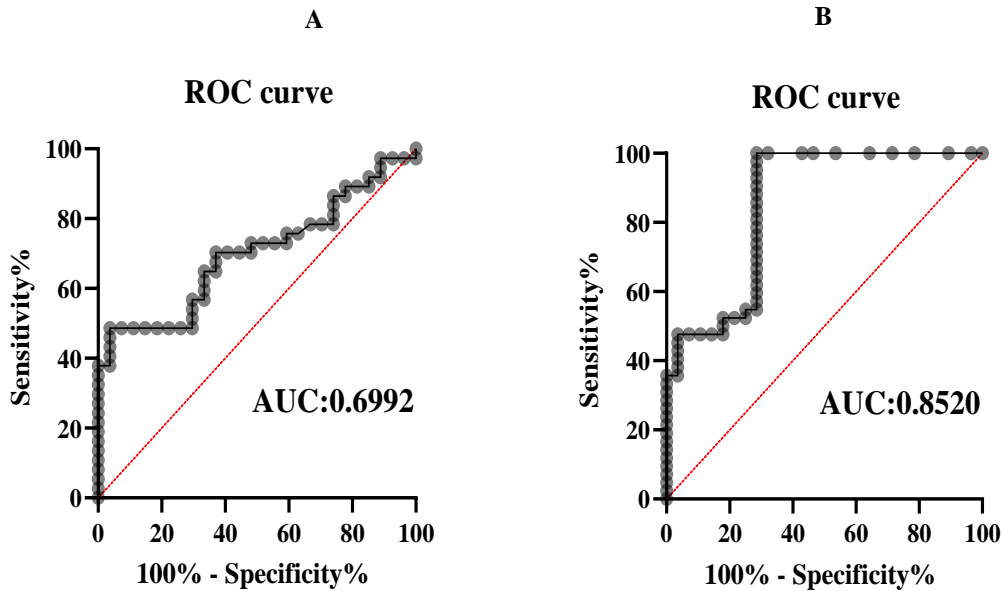 A
ROC curve
100
80
60
40
20
0
Sensitivity%
AUC:0.6992
0 20 40 60 80 100
100% - Specificity%
B
ROC curve
100
80
60
40
20
0
Sensitivity%
AUC:0.8520
0 20 40 60 80 100
100% - Specificity%